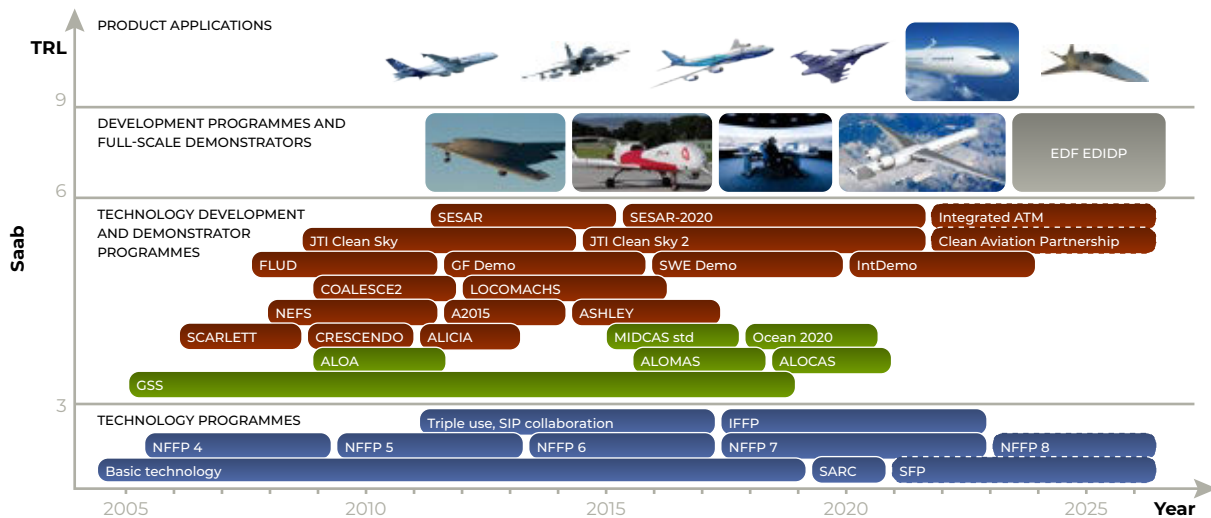 PRODUCT APPLICATIONS
TRL
9
DEVELOPMENT PROGRAMMES AND
FULL-SCALE DEMONSTRATORS
EDF EDIDP
6
Saab
TECHNOLOGY DEVELOPMENT
AND DEMONSTRATOR
PROGRAMMES
SESAR
SESAR-2020
Integrated ATM
JTI Clean Sky
JTI Clean Sky 2
Clean Aviation Partnership
FLUD
GF Demo
SWE Demo
IntDemo
COALESCE2
LOCOMACHS
NEFS
A2015
ASHLEY
SCARLETT
CRESCENDO
ALICIA
MIDCAS std
Ocean 2020
ALOA
ALOMAS
ALOCAS
GSS
3
TECHNOLOGY PROGRAMMES
Triple use, SIP collaboration
IFFP
NFFP 4
NFFP 5
NFFP 6
NFFP 7
NFFP 8
Basic technology
SARC
SFP
2005
2010
2015
2020
2025
Year